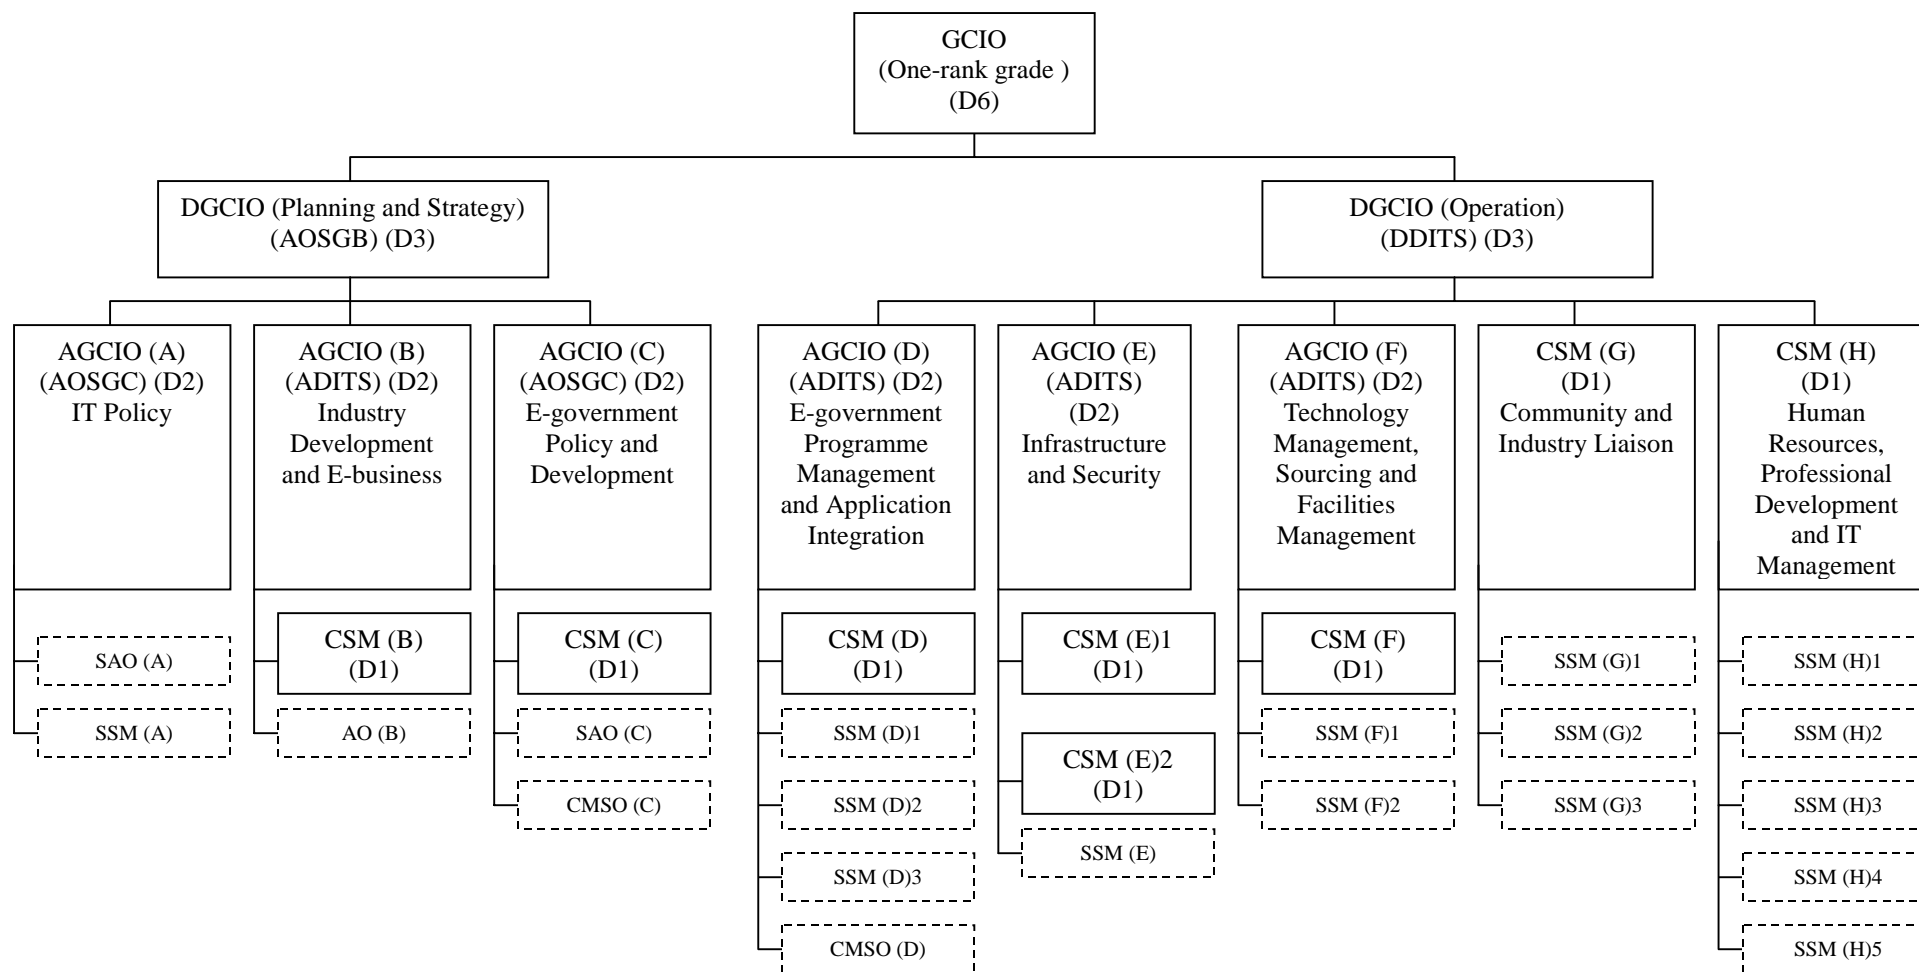 GCIO
(One-rank grade )
(D6)
DGCIO (Planning and Strategy)
(AOSGB) (D3)
DGCIO (Operation)
(DDITS) (D3)
AGCIO (A)
(AOSGC) (D2)
IT Policy
AGCIO (B)
(ADITS) (D2)
Industry
Development
and E-business
AGCIO (C)
(AOSGC) (D2)
E-government
Policy and
Development
AGCIO (D)
(ADITS) (D2)
E-government
Programme
Management
and Application
Integration
AGCIO (E)
(ADITS)
(D2)
Infrastructure
and Security
AGCIO (F)
(ADITS) (D2)
Technology
Management,
Sourcing and
Facilities
Management
CSM (G)
(D1)
Community and
Industry Liaison
CSM (H)
(D1)
Human
Resources,
Professional
Development
and IT
Management
SAO (A)
SSM (A)
CSM (B)
(D1)
AO (B)
CSM (C)
(D1)
SAO (C)
CMSO (C)
CSM (D)
(D1)
SSM (D)1
SSM (D)2
SSM (D)3
CMSO (D)
CSM (E)1
(D1)
CSM (E)2
(D1)
SSM (E)
CSM (F)
(D1)
SSM (F)1
SSM (F)2
SSM (G)1
SSM (G)2
SSM (G)3
SSM (H)1
SSM (H)2
SSM (H)3
SSM (H)4
SSM (H)5